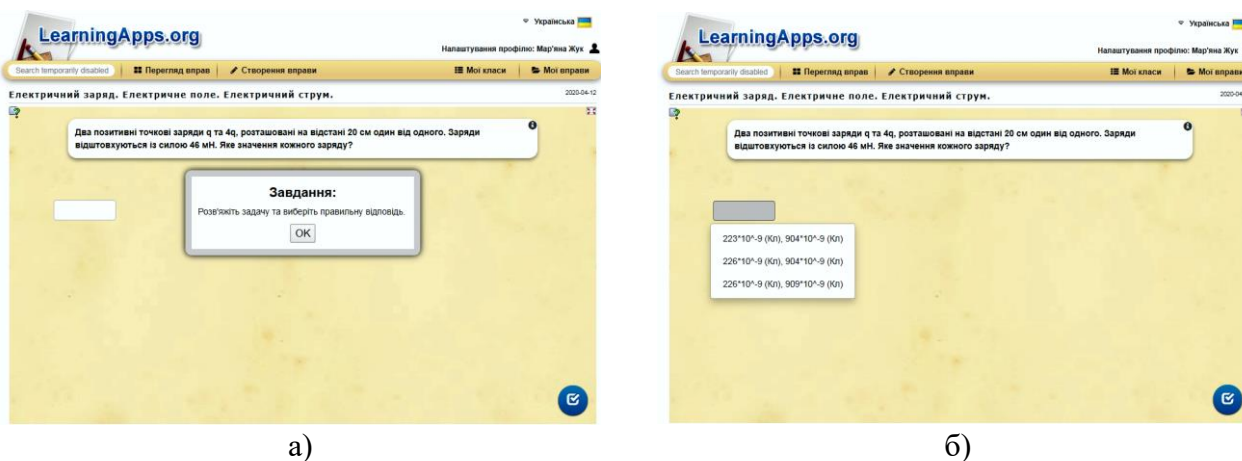 LearningApps.org
Українська
Налаштування профілю: Мар'яна Жук
Search temporarily disabled
Перегляд вправ
Створення вправи
Мої класи
Мої вправи
Електричний заряд. Електричне поле. Електричний струм.
2020-04-12
Два позитивні точкові заряди q та 4q, розташовані на відстані 20 см один від одного. Заряди
відштовхуються із силою 46 мН. Яке значення кожного заряду?
Завдання:
Розв'яжіть задачу та виберіть правильну відповідь.
OK
а)
LearningApps.org
Українська
Налаштування профілю: Мар'яна Жук
Search temporarily disabled
Перегляд вправ
Створення вправи
Мої класи
Мої вправи
Електричний заряд. Електричне поле. Електричний струм.
2020-04
Два позитивні точкові заряди q та 4q, розташовані на відстані 20 см один від одного. Заряди
відштовхуються із силою 46 мН. Яке значення кожного заряду?
223*10^-9 (Кл), 904*10^-9 (Кл)
226*10^-9 (Кл), 904*10^-9 (Кл)
226*10^-9 (Кл), 909*10^-9 (Кл)
б)